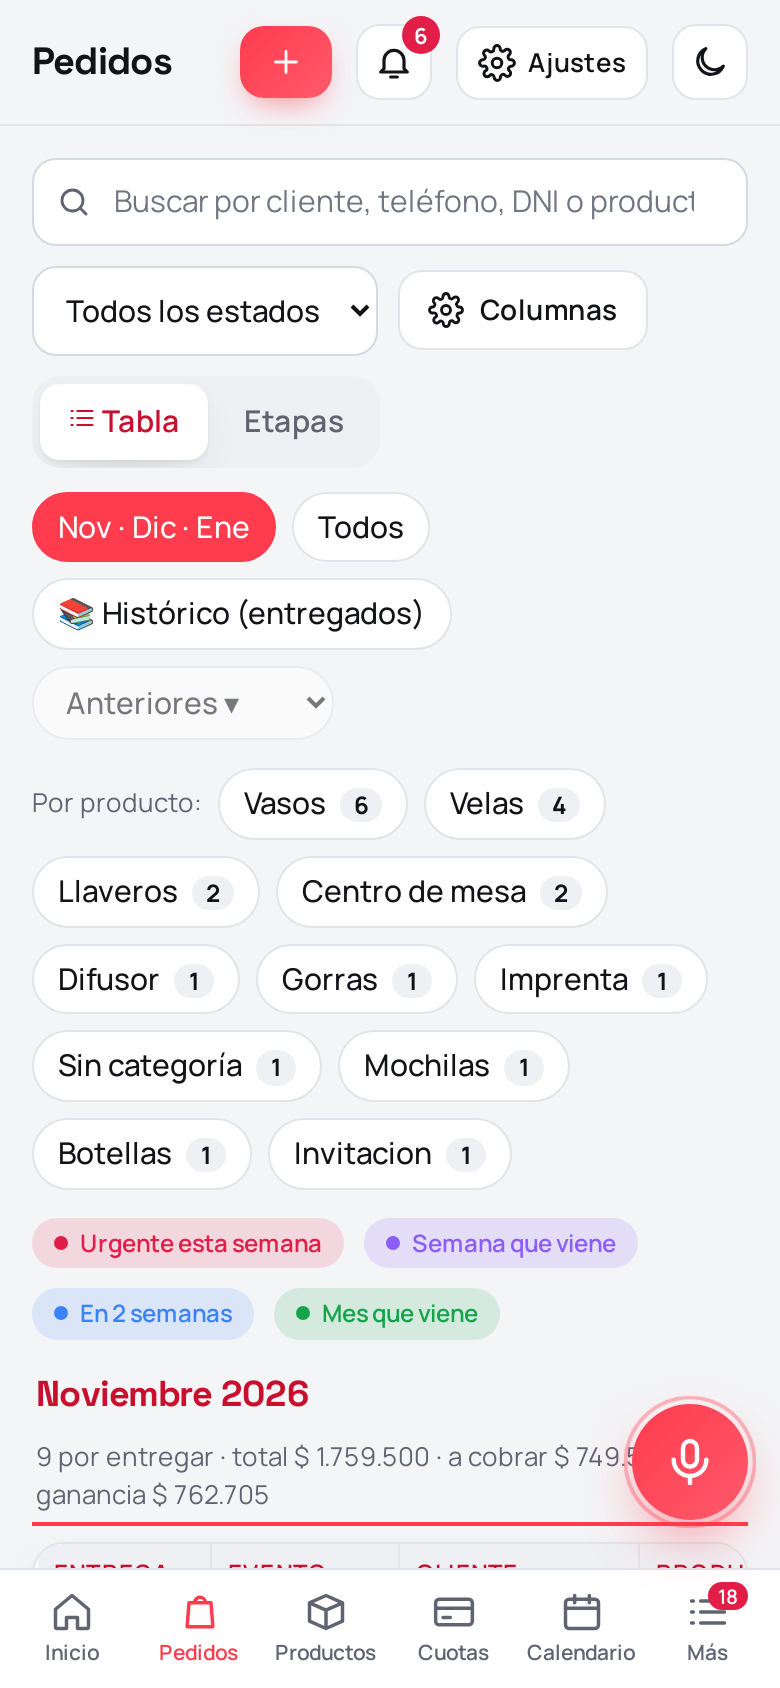 Pedidos
6
Ajustes
Buscar por cliente, teléfono, DNI o product
Todos los estados
Columnas
Tabla
Etapas
Nov · Dic · Ene
Todos
📚 Histórico (entregados)
Anteriores ▾
Por producto:
Vasos 6
Velas 4
Llaveros 2
Centro de mesa 2
Difusor 1
Gorras 1
Imprenta 1
Sin categoría 1
Mochilas 1
Botellas 1
Invitacion 1
Urgente esta semana
Semana que viene
En 2 semanas
Mes que viene
Noviembre 2026
9 por entregar · total $ 1.759.500 · a cobrar $ 749.5
ganancia $ 762.705
ENTREGA
EVENTO
CLIENTE
PRODU
18
Inicio
Pedidos
Productos
Cuotas
Calendario
Más